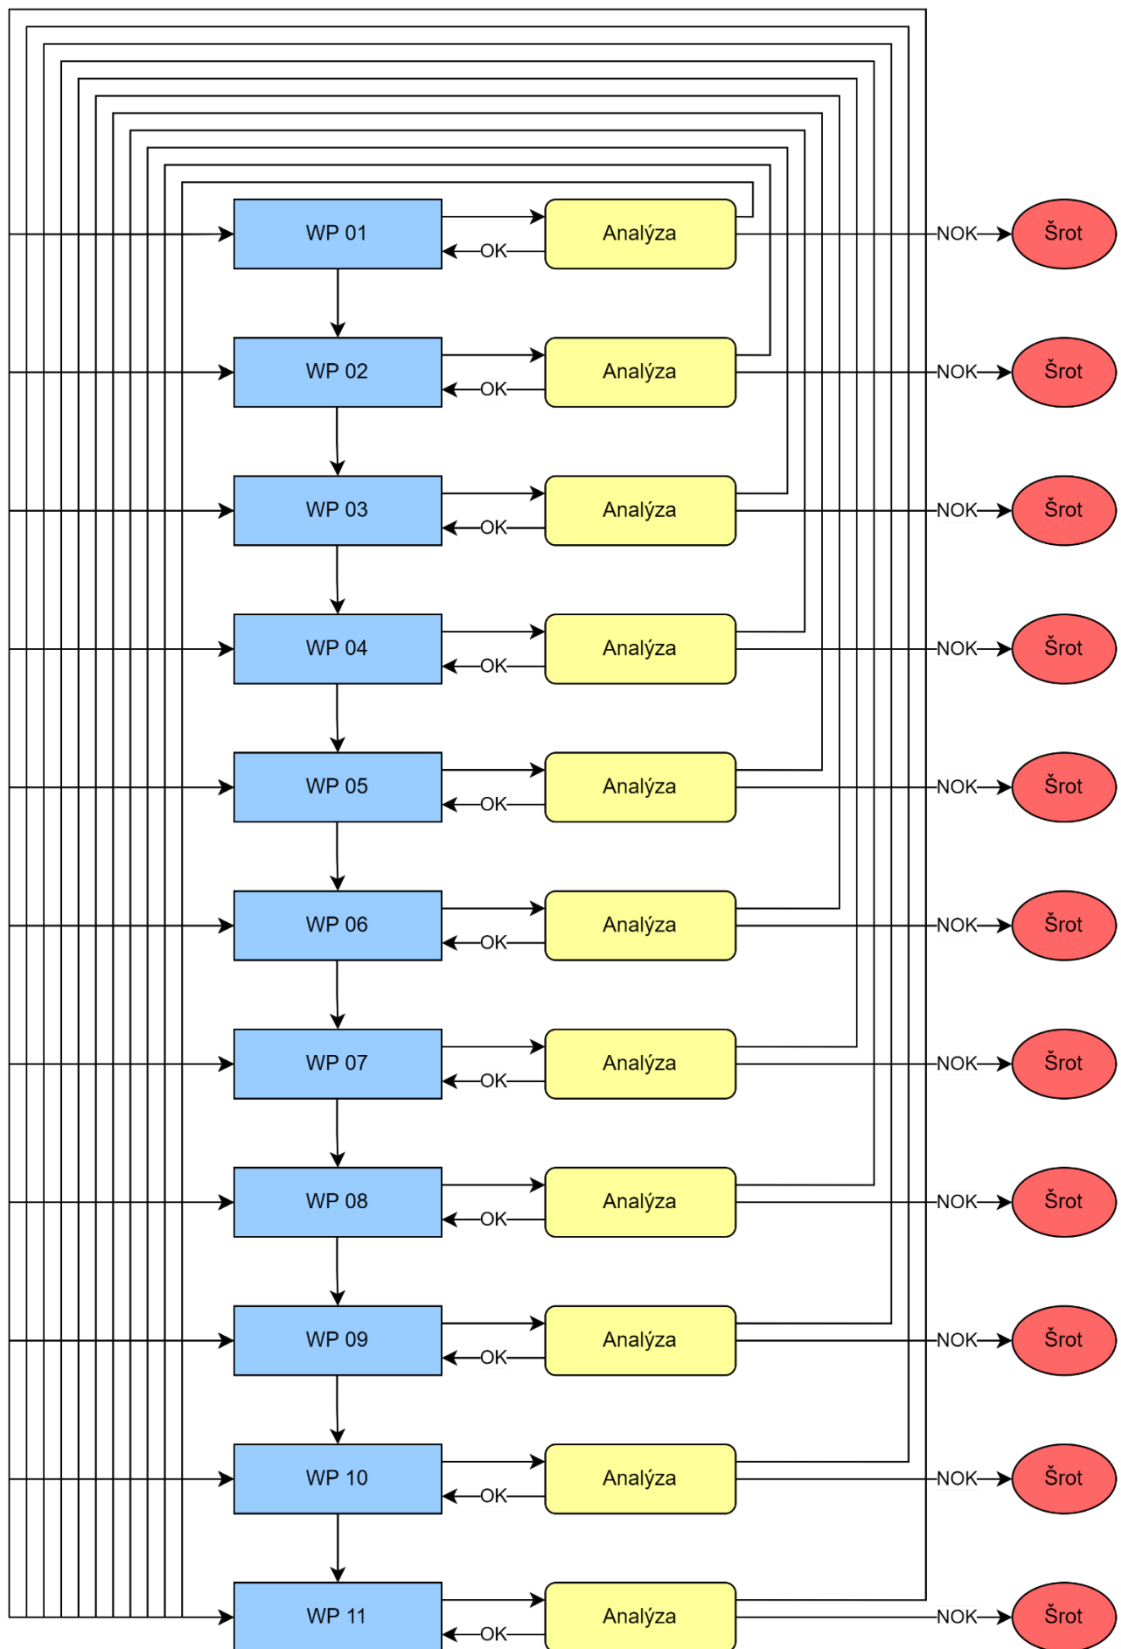 WP 01
Analýza
NOK
Šrot
OK
WP 02
Analýza
NOK
Šrot
OK
WP 03
Analýza
NOK
Šrot
OK
WP 04
Analýza
NOK
Šrot
OK
WP 05
Analýza
NOK
Šrot
OK
WP 06
Analýza
NOK
Šrot
OK
WP 07
Analýza
NOK
Šrot
OK
WP 08
Analýza
NOK
Šrot
OK
WP 09
Analýza
NOK
Šrot
OK
WP 10
Analýza
NOK
Šrot
OK
WP 11
Analýza
NOK
Šrot
OK